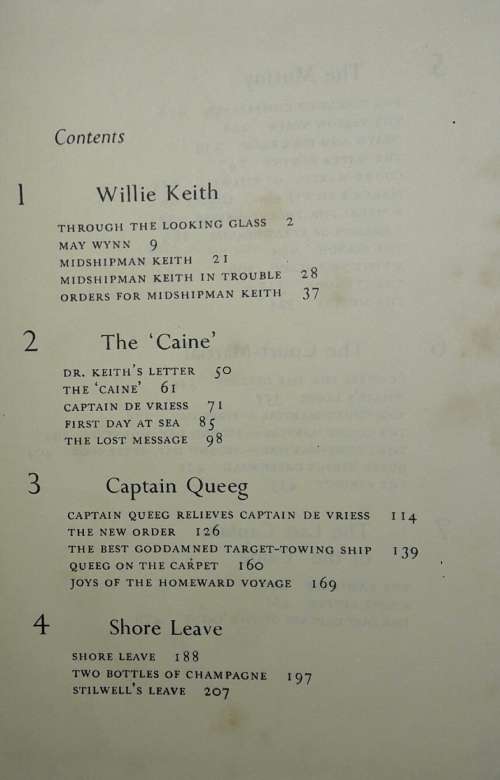 Contents
1 Willie Keith
THROUGH THE LOOKING GLASS 2
MAY WYNN 9
MIDSHIPMAN KEITH 21
MIDSHIPMAN KEITH IN TROUBLE 28
ORDERS FOR MIDSHIPMAN KEITH 37
2 The 'Caine'
DR. KEITH'S LETTER 50
THE 'CAINE' 61
CAPTAIN DE VRIESS 71
FIRST DAY AT SEA 85
THE LOST MESSAGE 98
3 Captain Queeg
CAPTAIN QUEEG RELIEVES CAPTAIN DE VRIESS 114
THE NEW ORDER 126
THE BEST GODDAMNED TARGET-TOWING SHIP 139
QUEEG ON THE CARPET 160
JOYS OF THE HOMEWARD VOYAGE 169
4 Shore Leave
SHORE LEAVE 188
TWO BOTTLES OF CHAMPAGNE 197
STILWELL'S LEAVE 207